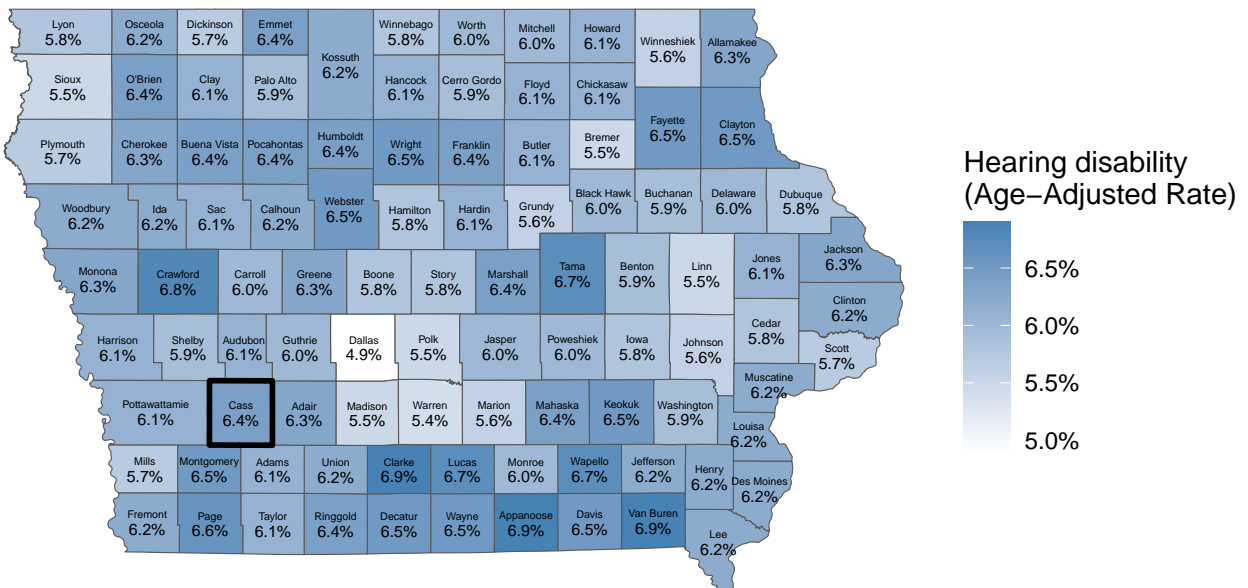 Lyon
5.8%
Osceola
6.2%
Dickinson
5.7%
Emmet
6.4%
Kossuth
6.2%
Winnebago
5.8%
Worth
6.0%
Mitchell
6.0%
Howard
6.1%
Winneshiek
5.6%
Allamakee
6.3%
Sioux
5.5%
O'Brien
6.4%
Clay
6.1%
Palo Alto
5.9%
Hancock
6.1%
Cerro Gordo
5.9%
Floyd
6.1%
Chickasaw
6.1%
Fayette
6.5%
Clayton
6.5%
Plymouth
5.7%
Cherokee
6.3%
Buena Vista
6.4%
Pocahontas
6.4%
Humboldt
6.4%
Wright
6.5%
Franklin
6.4%
Butler
6.1%
Bremer
5.5%
Woodbury
6.2%
Ida
6.2%
Sac
6.1%
Calhoun
6.2%
Webster
6.5%
Hamilton
5.8%
Hardin
6.1%
Grundy
5.6%
Black Hawk
6.0%
Buchanan
5.9%
Delaware
6.0%
Dubuque
5.8%
Monona
6.3%
Crawford
6.8%
Carroll
6.0%
Greene
6.3%
Boone
5.8%
Story
5.8%
Marshall
6.4%
Tama
6.7%
Benton
5.9%
Linn
5.5%
Jones
6.1%
Jackson
6.3%
Clinton
6.2%
Harrison
6.1%
Shelby
5.9%
Audubon
6.1%
Guthrie
6.0%
Dallas
4.9%
Polk
5.5%
Jasper
6.0%
Poweshiek
6.0%
Iowa
5.8%
Johnson
5.6%
Cedar
5.8%
Scott
5.7%
Muscatine
6.2%
Pottawattamie
6.1%
Cass
6.4%
Adair
6.3%
Madison
5.5%
Warren
5.4%
Marion
5.6%
Mahaska
6.4%
Keokuk
6.5%
Washington
5.9%
Louisa
6.2%
Mills
5.7%
Montgomery
6.5%
Adams
6.1%
Union
6.2%
Clarke
6.9%
Lucas
6.7%
Monroe
6.0%
Wapello
6.7%
Jefferson
6.2%
Henry
6.2%
Des Moines
6.2%
Fremont
6.2%
Page
6.6%
Taylor
6.1%
Ringgold
6.4%
Decatur
6.5%
Wayne
6.5%
Appanoose
6.9%
Davis
6.5%
Van Buren
6.9%
Lee
6.2%
Hearing disability
(Age−Adjusted Rate)
6.5%
6.0%
5.5%
5.0%